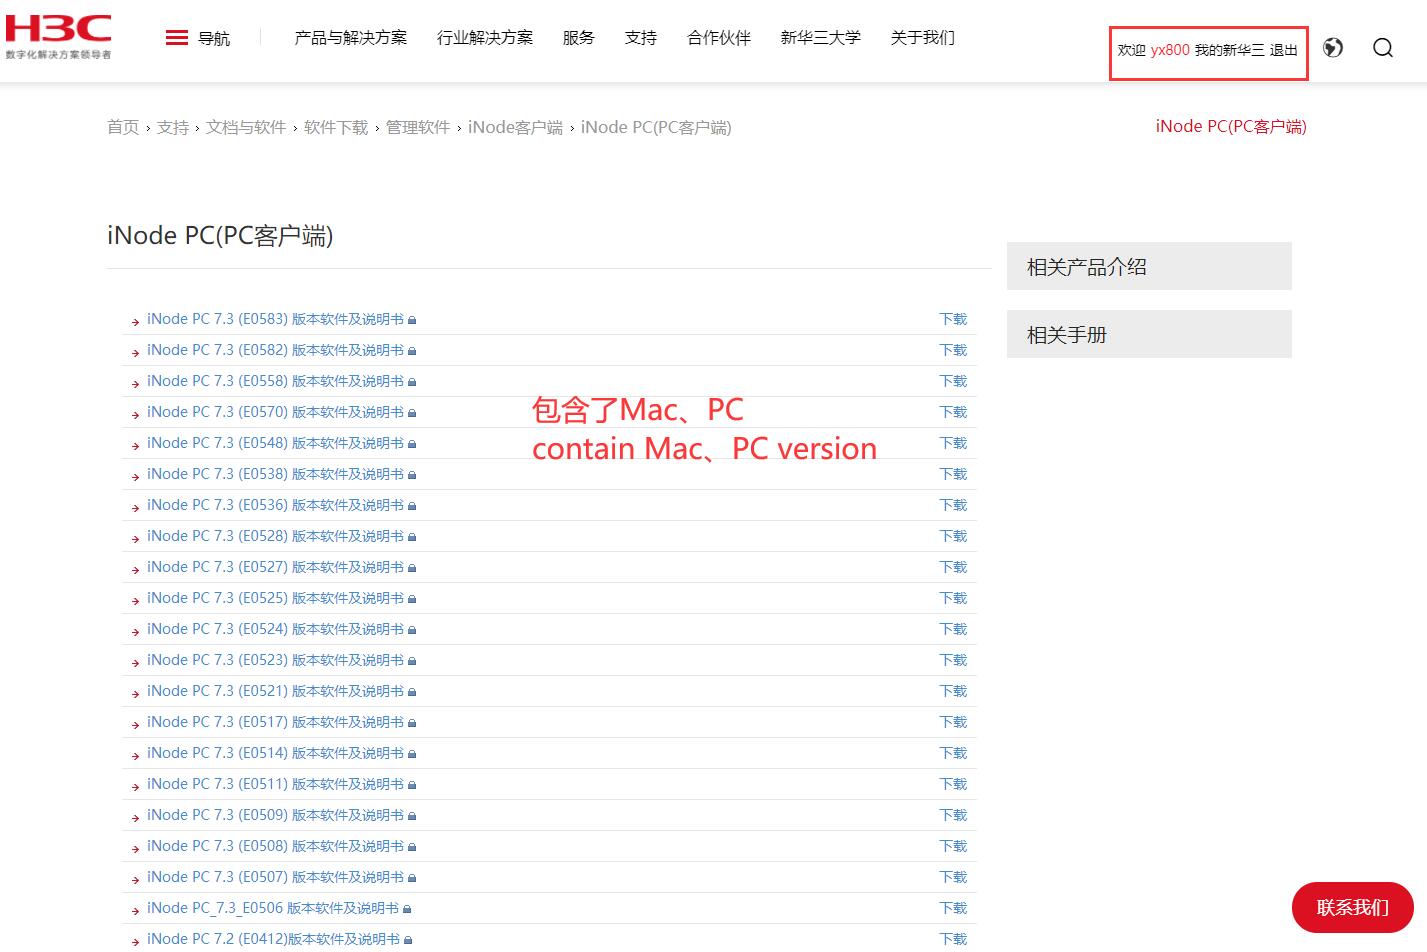 H3C
数字化解决方案领导者
导航
产品与解决方案
行业解决方案
服务
支持
合作伙伴
新华三大学
关于我们
欢迎 yx800 我的新华三 退出
首页 › 支持 › 文档与软件 › 软件下载 › 管理软件 › iNode客户端 › iNode PC(PC客户端)
iNode PC(PC客户端)
iNode PC(PC客户端)
相关产品介绍
相关手册
iNode PC 7.3 (E0583) 版本软件及说明书 下载
iNode PC 7.3 (E0582) 版本软件及说明书 下载
iNode PC 7.3 (E0558) 版本软件及说明书 下载
iNode PC 7.3 (E0570) 版本软件及说明书 下载
包含了Mac、PC
iNode PC 7.3 (E0548) 版本软件及说明书 下载
contain Mac、PC version
iNode PC 7.3 (E0538) 版本软件及说明书 下载
iNode PC 7.3 (E0536) 版本软件及说明书 下载
iNode PC 7.3 (E0528) 版本软件及说明书 下载
iNode PC 7.3 (E0527) 版本软件及说明书 下载
iNode PC 7.3 (E0525) 版本软件及说明书 下载
iNode PC 7.3 (E0524) 版本软件及说明书 下载
iNode PC 7.3 (E0523) 版本软件及说明书 下载
iNode PC 7.3 (E0521) 版本软件及说明书 下载
iNode PC 7.3 (E0517) 版本软件及说明书 下载
iNode PC 7.3 (E0514) 版本软件及说明书 下载
iNode PC 7.3 (E0511) 版本软件及说明书 下载
iNode PC 7.3 (E0509) 版本软件及说明书 下载
iNode PC 7.3 (E0508) 版本软件及说明书 下载
iNode PC 7.3 (E0507) 版本软件及说明书 下载
iNode PC_7.3_E0506 版本软件及说明书 下载
iNode PC 7.2 (E0412)版本软件及说明书 下载
联系我们